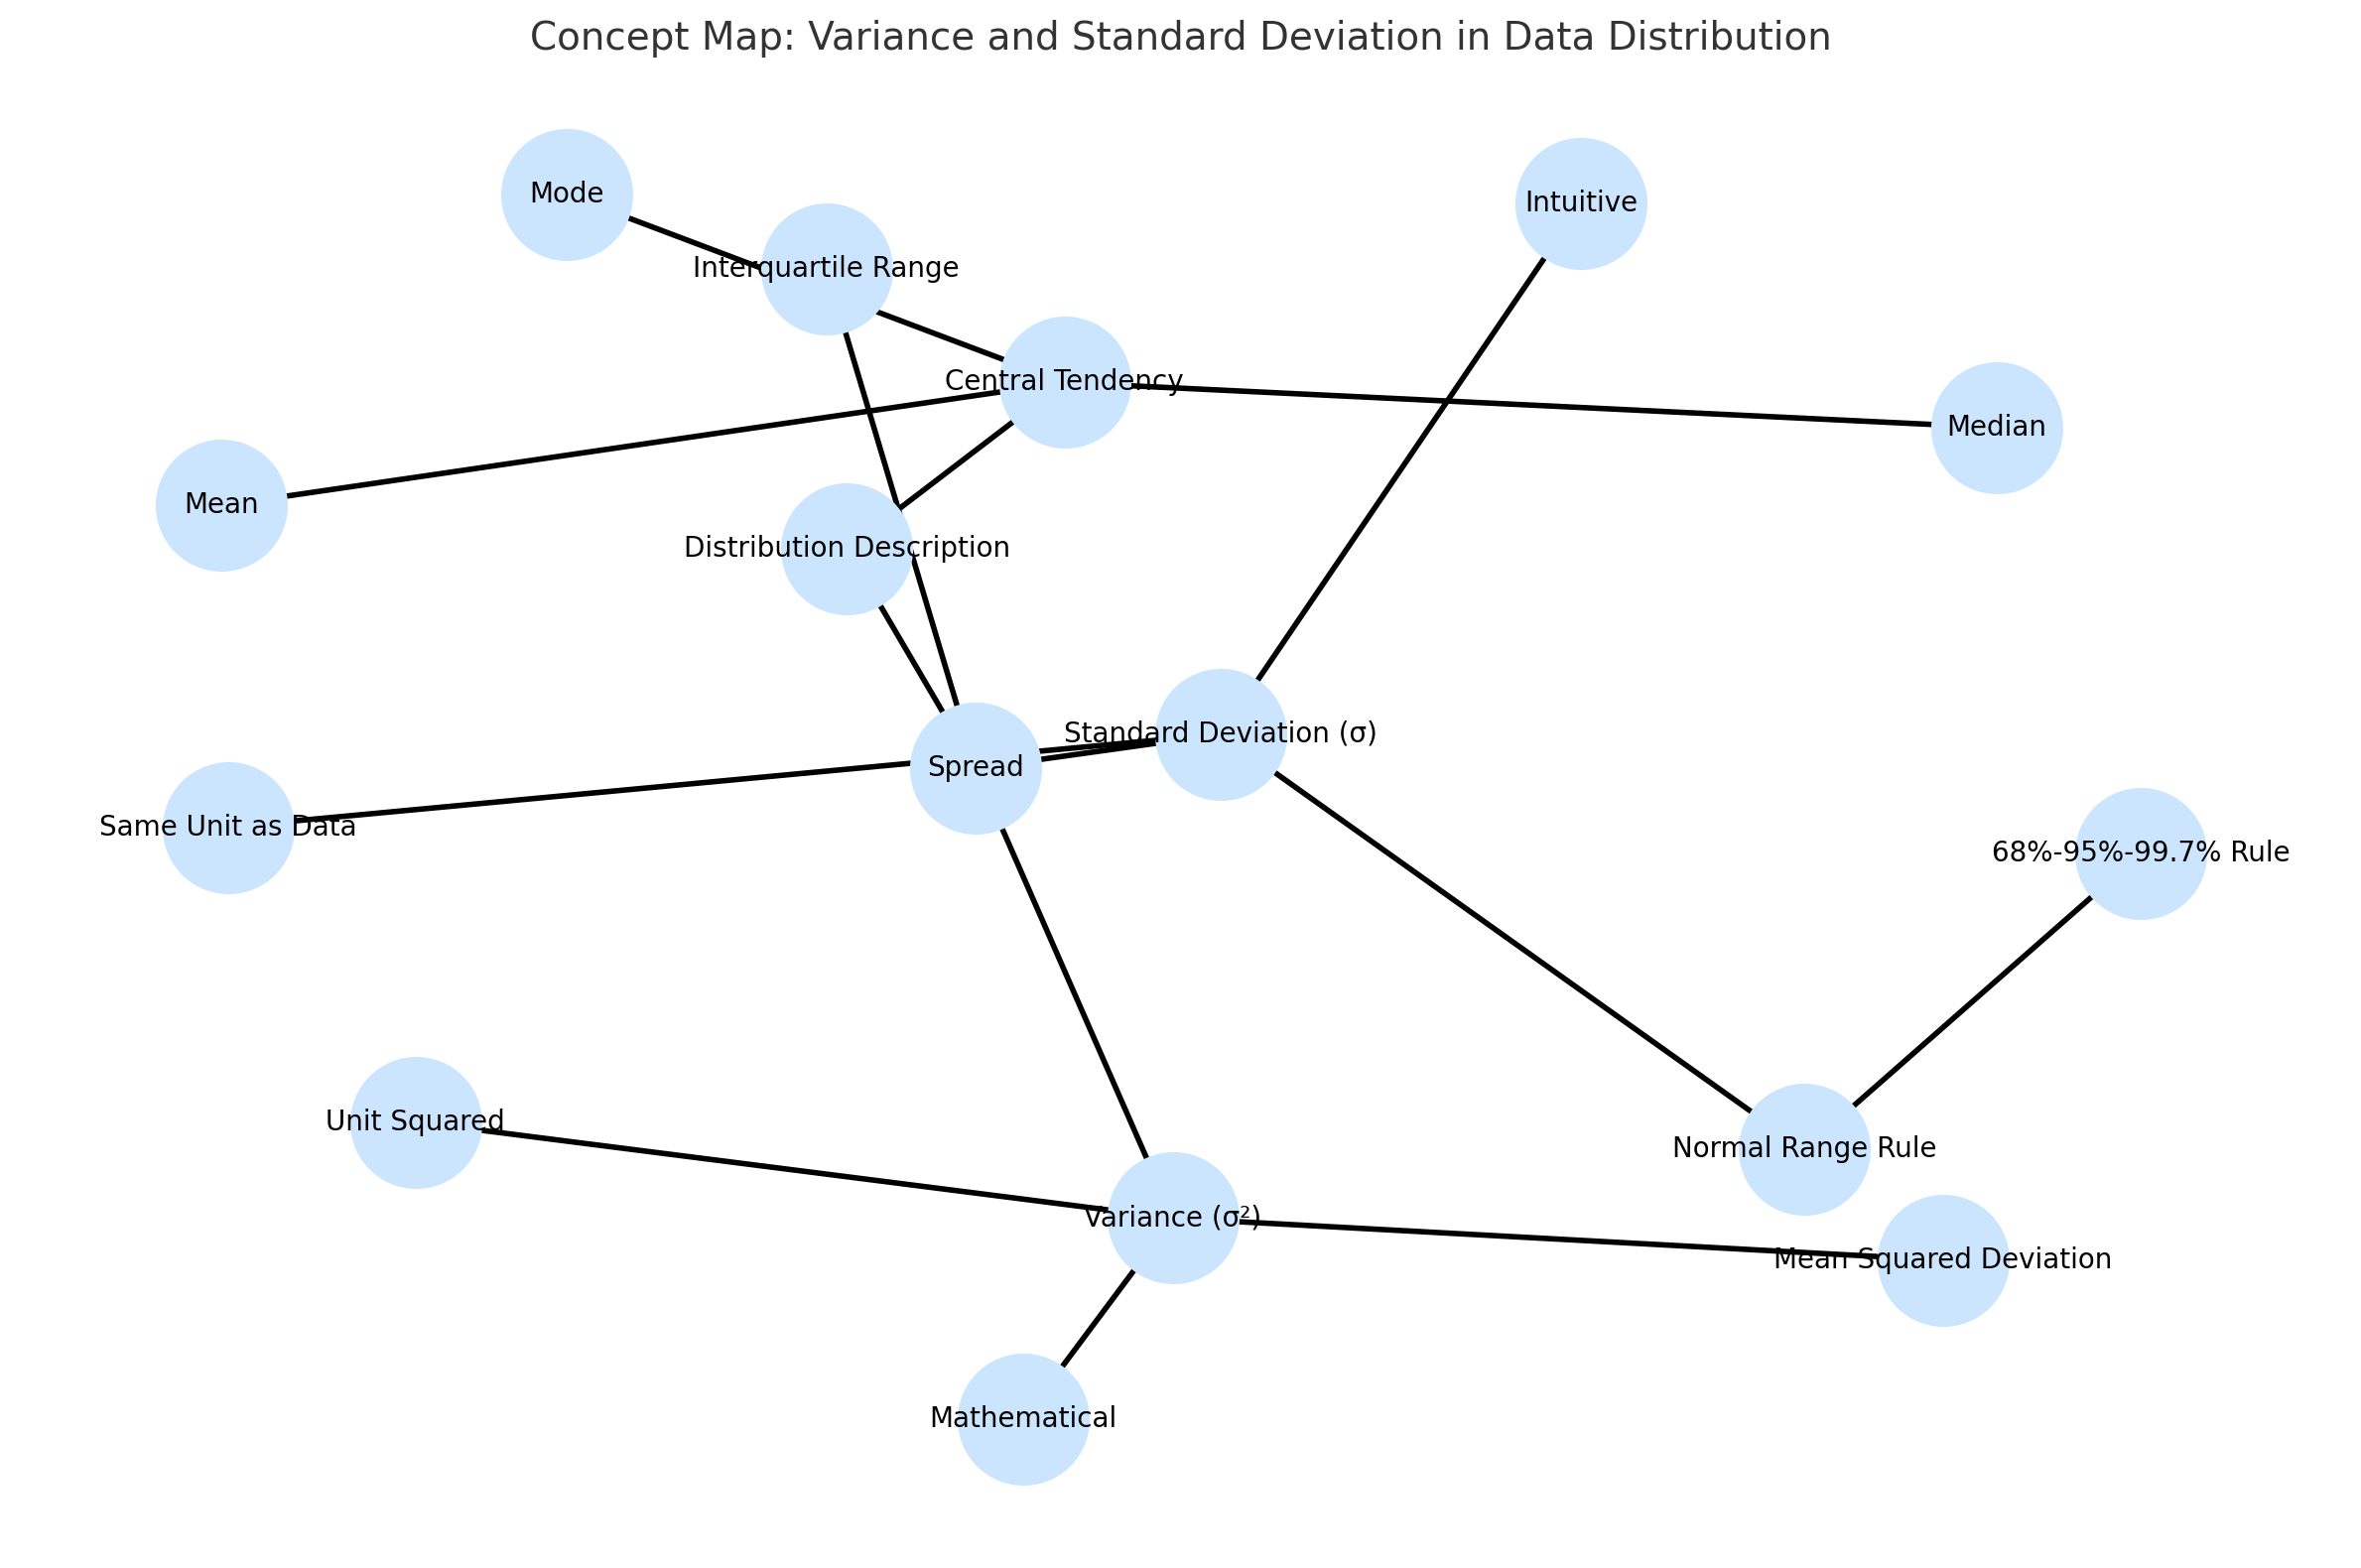 Concept Map: Variance and Standard Deviation in Data Distribution
Mode
Intuitive
Interquartile Range
Central Tendency
Median
Mean
Distribution Description
Standard Deviation (σ)
Spread
Same Unit as Data
68%-95%-99.7% Rule
Unit Squared
Normal Range Rule
Variance (σ²)
Mean Squared Deviation
Mathematical